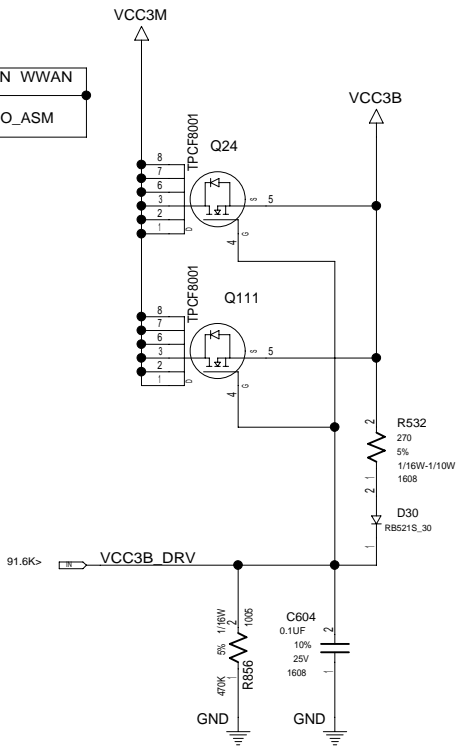 VCC3M
N WWAN
O_ASM
VCC3B
TPCF8001
Q24
8
7
6
3
2
1
D
S
5
4
G
TPCF8001
Q111
8
7
6
3
2
1
D
S
5
4
G
2
R532
270
5%
1/16W-1/10W
1608
1
2
D30
RB521S_30
1
91.6K>
IN
VCC3B_DRV
1/16W
5%
2
1005
470K
1
R856
C604
0.1UF
2
10%
25V
1608
1
GND
GND